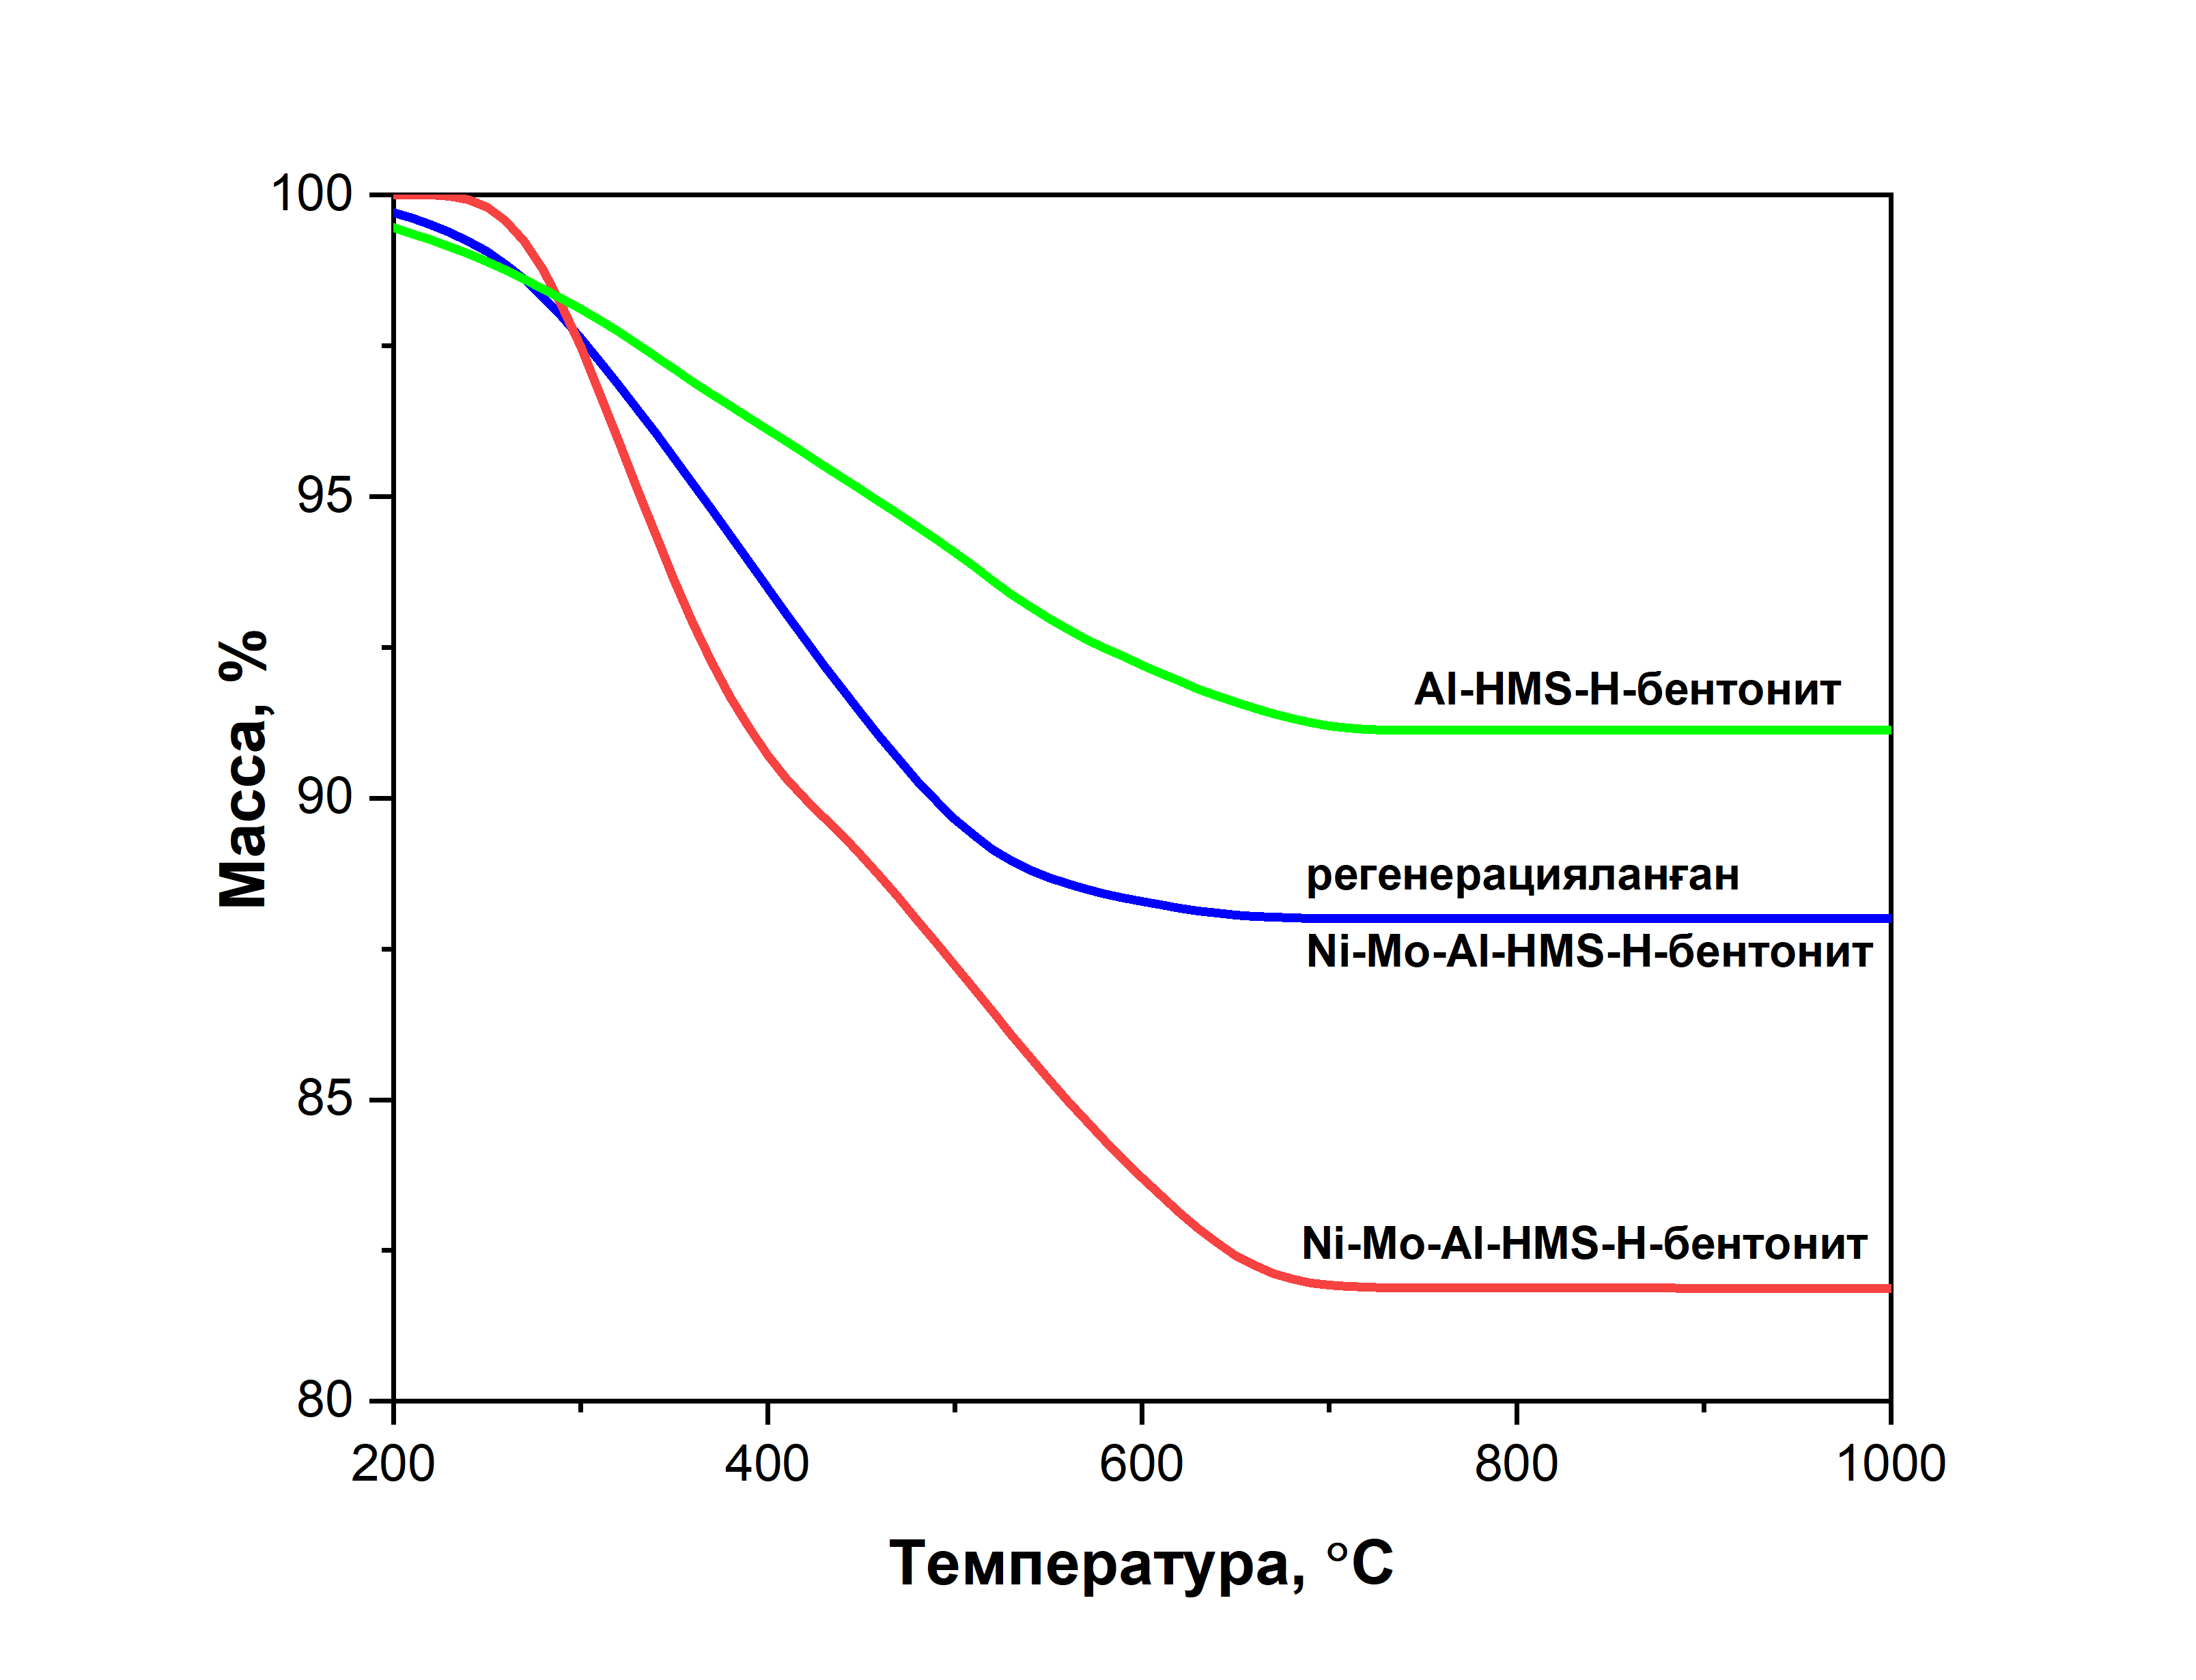 100
95
90
85
80
Масса, %
Al-HMS-H-бентонит
регенерацияланған
Ni-Mo-Al-HMS-H-бентонит
Ni-Mo-Al-HMS-H-бентонит
200 400 600 800 1000
Температура, °C